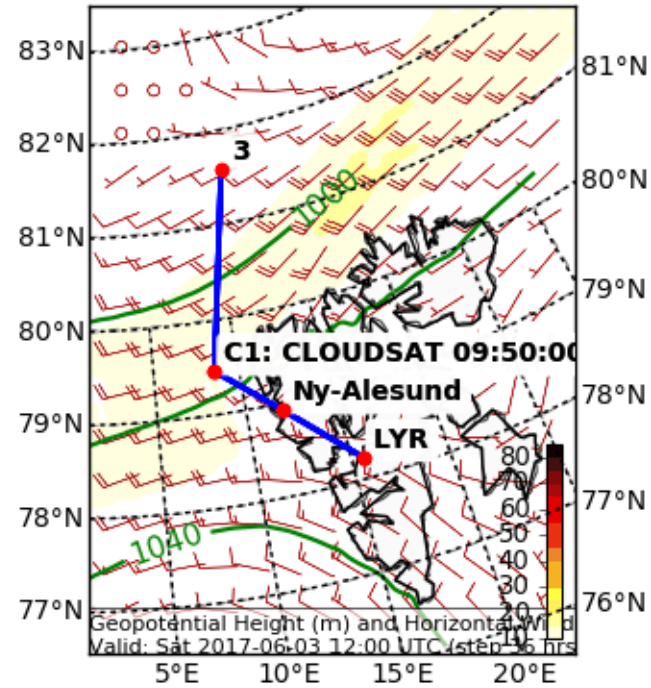 83°N
82°N
81°N
80°N
79°N
78°N
77°N
81°N
80°N
79°N
78°N
77°N
76°N
3
1000
C1: CLOUDSAT 09:50:00
Ny-Alesund
LYR
1040
80
70
60
50
40
30
20
10
Geopotential Height (m) and Horizontal Wind
Valid: Sat 2017-06-03 12:00 UTC (step 36 hrs
5°E
10°E
15°E
20°E